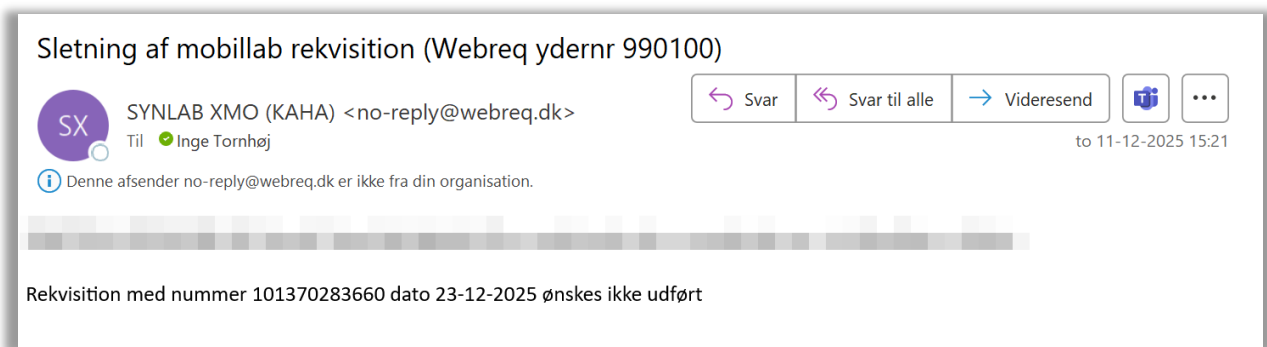 Sletning af mobillab rekvisition (Webreq ydernr 990100)
SX
SYNLAB XMO (KAHA) <no-reply@webreq.dk>
Til Inge Tornhøj
Svar
Svar til alle
Videresend
to 11-12-2025 15:21
Denne afsender no-reply@webreq.dk er ikke fra din organisation.
Rekvisition med nummer 101370283660 dato 23-12-2025 ønskes ikke udført